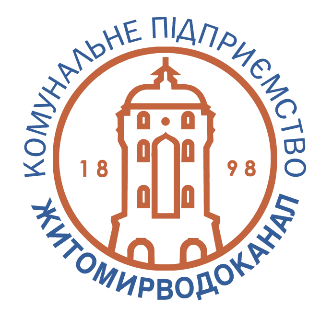 КОМУНАЛЬНЕ ПІДПРИЄМСТВО
18 98
ЖИТОМИРВОДОКАНАЛ